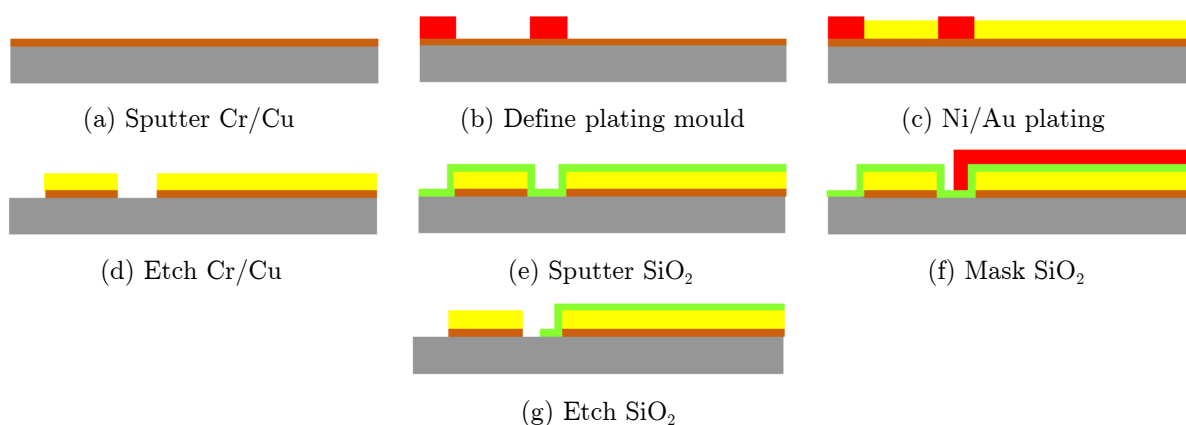 (a) Sputter Cr/Cu
(b) Define plating mould
(c) Ni/Au plating
(d) Etch Cr/Cu
(e) Sputter SiO₂
(f) Mask SiO₂
(g) Etch SiO₂